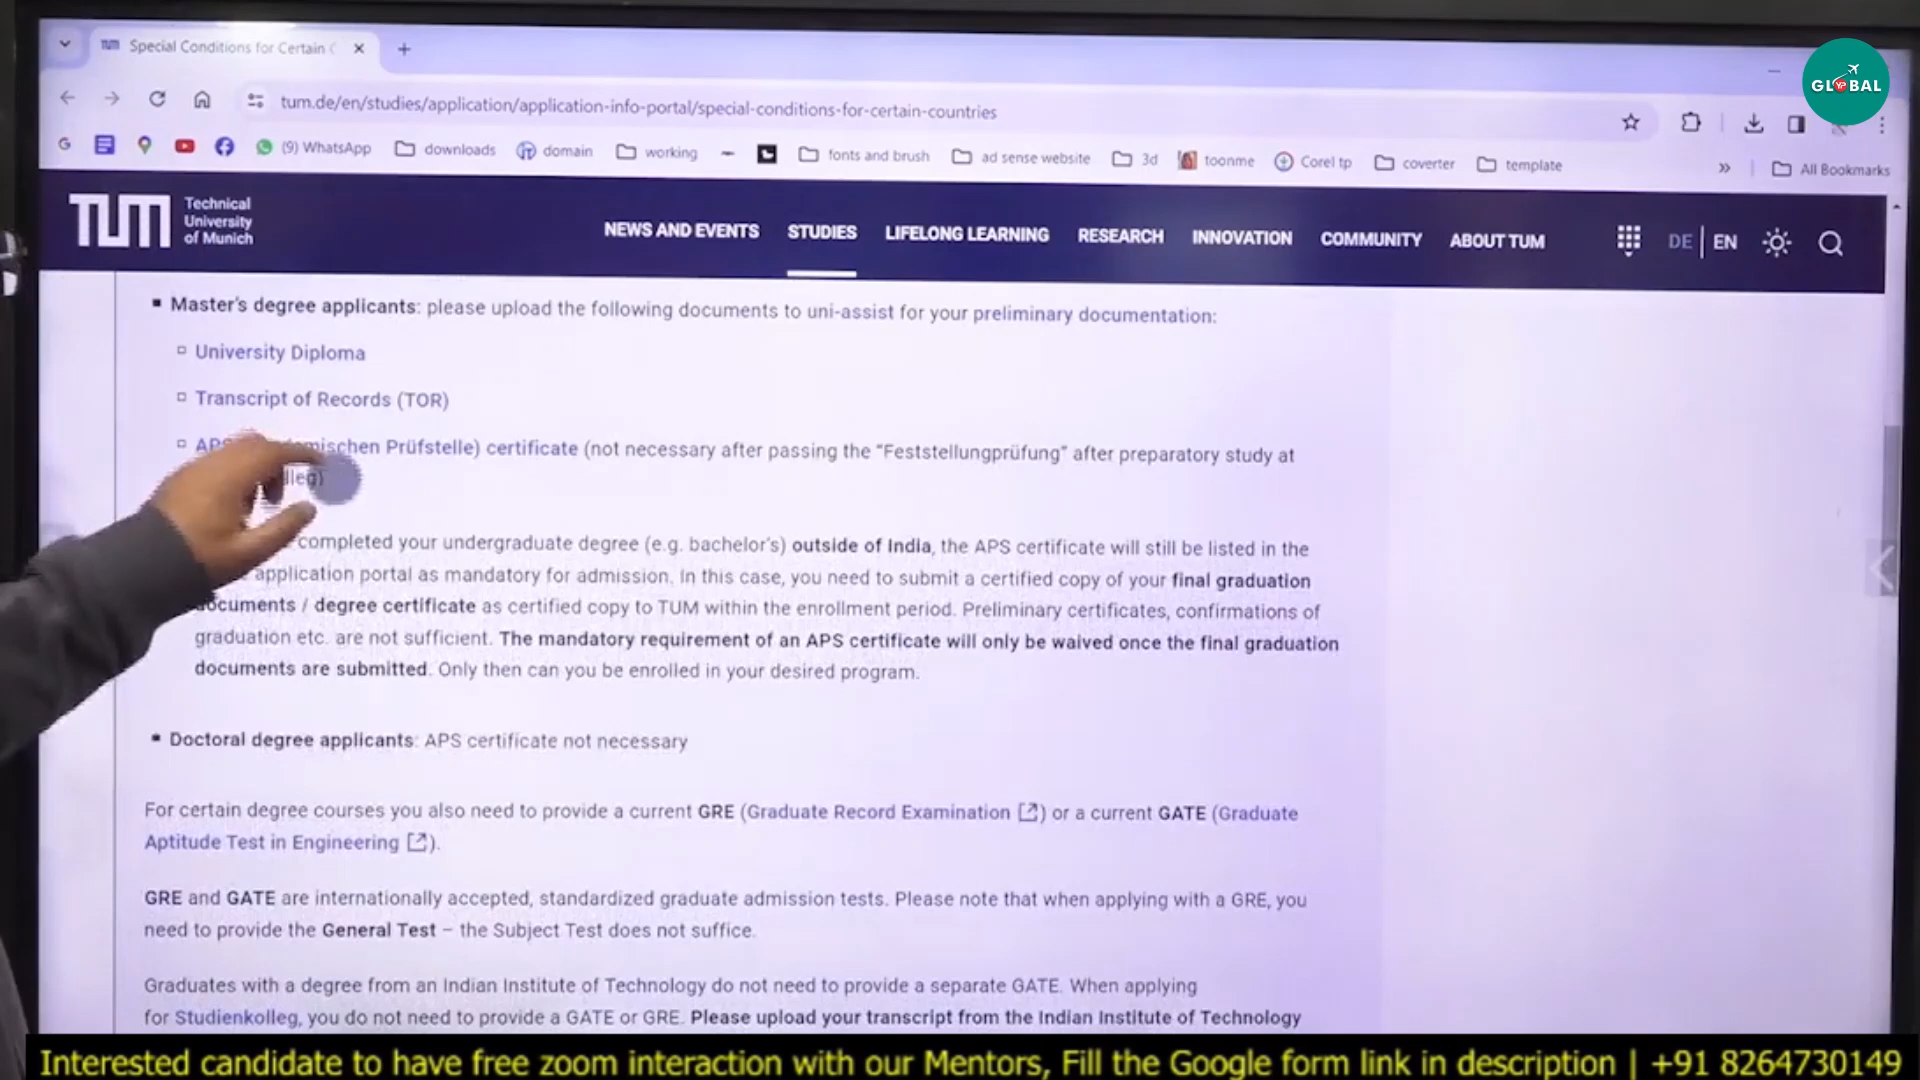 Special Conditions for Certain C
GLOBAL
tum.de/en/studies/application/application-info-portal/special-conditions-for-certain-countries
(9) WhatsApp downloads domain working fonts and brush ad sense website 3d toonme Corel tp coverter template » All Bookmarks
TUM Technical
University
of Munich
NEWS AND EVENTS STUDIES LIFELONG LEARNING RESEARCH INNOVATION COMMUNITY ABOUT TUM DE EN
Master's degree applicants: please upload the following documents to uni-assist for your preliminary documentation:
University Diploma
Transcript of Records (TOR)
mischen Prüfstelle) certificate (not necessary after passing the "Feststellungprüfung" after preparatory study at
lleg)
completed your undergraduate degree (e.g. bachelor's) outside of India, the APS certificate will still be listed in the
application portal as mandatory for admission. In this case, you need to submit a certified copy of your final graduation
documents / degree certificate as certified copy to TUM within the enrollment period. Preliminary certificates, confirmations of
graduation etc. are not sufficient. The mandatory requirement of an APS certificate will only be waived once the final graduation
documents are submitted. Only then can you be enrolled in your desired program.
Doctoral degree applicants: APS certificate not necessary
For certain degree courses you also need to provide a current GRE (Graduate Record Examination ) or a current GATE (Graduate
Aptitude Test in Engineering ).
GRE and GATE are internationally accepted, standardized graduate admission tests. Please note that when applying with a GRE, you
need to provide the General Test – the Subject Test does not suffice.
Graduates with a degree from an Indian Institute of Technology do not need to provide a separate GATE. When applying
for Studienkolleg, you do not need to provide a GATE or GRE. Please upload your transcript from the Indian Institute of Technology
Interested candidate to have free zoom interaction with our Mentors, Fill the Google form link in description | +91 8264730149